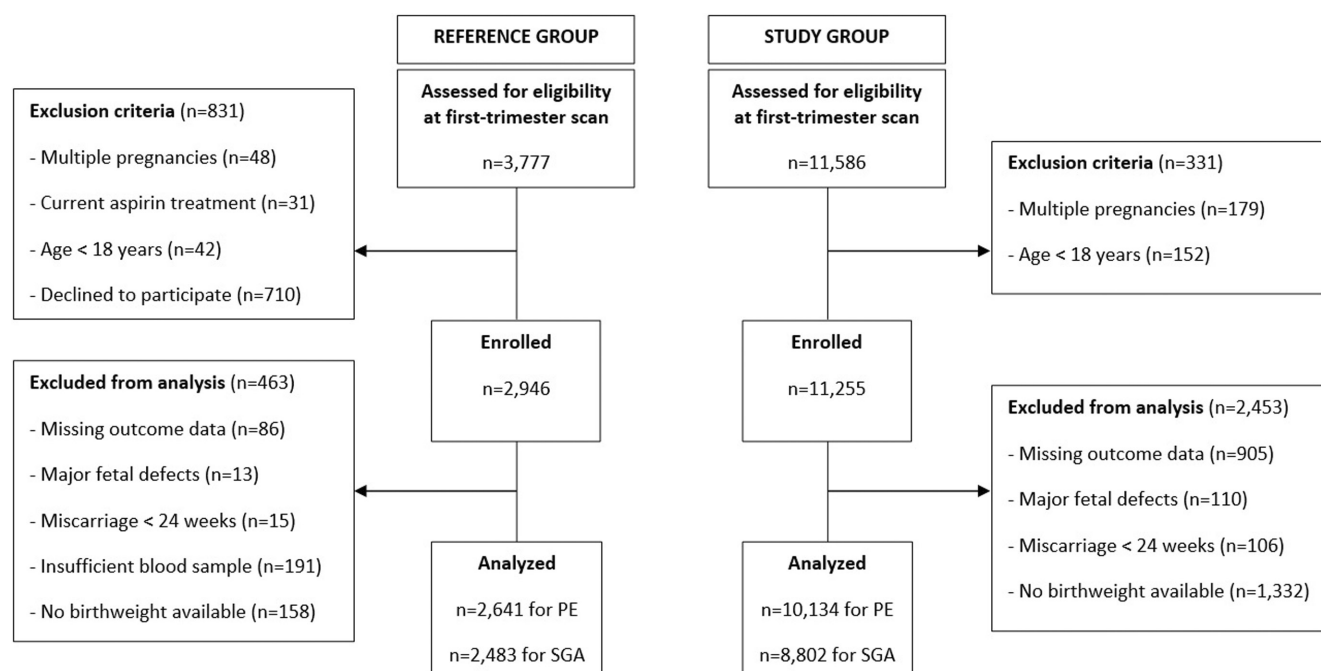 REFERENCE GROUP
Assessed for eligibility
at first-trimester scan
n=3,777
Exclusion criteria (n=831)
- Multiple pregnancies (n=48)
- Current aspirin treatment (n=31)
- Age < 18 years (n=42)
- Declined to participate (n=710)
Enrolled
n=2,946
Excluded from analysis (n=463)
- Missing outcome data (n=86)
- Major fetal defects (n=13)
- Miscarriage < 24 weeks (n=15)
- Insufficient blood sample (n=191)
- No birthweight available (n=158)
Analyzed
n=2,641 for PE
n=2,483 for SGA
STUDY GROUP
Assessed for eligibility
at first-trimester scan
n=11,586
Exclusion criteria (n=331)
- Multiple pregnancies (n=179)
- Age < 18 years (n=152)
Enrolled
n=11,255
Excluded from analysis (n=2,453)
- Missing outcome data (n=905)
- Major fetal defects (n=110)
- Miscarriage < 24 weeks (n=106)
- No birthweight available (n=1,332)
Analyzed
n=10,134 for PE
n=8,802 for SGA